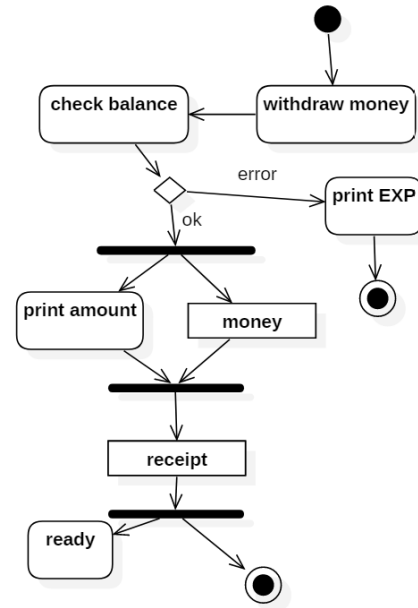 check balance
withdraw money
error
print EXP
ok
print amount
money
receipt
ready